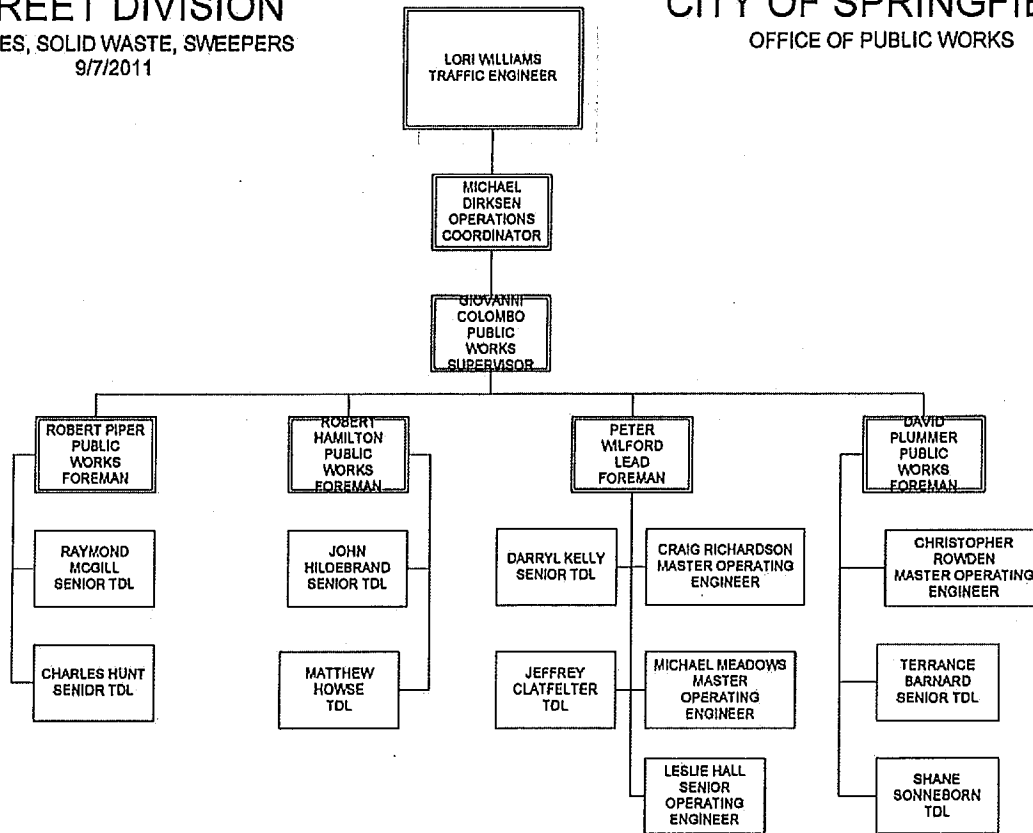 REET DIVISION
ES, SOLID WASTE, SWEEPERS
9/7/2011
CITY OF SPRINGFIE
OFFICE OF PUBLIC WORKS
LORI WILLIAMS
TRAFFIC ENGINEER
MICHAEL
DIRKSEN
OPERATIONS
COORDINATOR
GIOVANNI
COLOMBO
PUBLIC
WORKS
SUPERVISOR
ROBERT PIPER
PUBLIC
WORKS
FOREMAN
ROBERT
HAMILTON
PUBLIC
WORKS
FOREMAN
PETER
WILFORD
LEAD
FOREMAN
DAVID
PLUMMER
PUBLIC
WORKS
FOREMAN
RAYMOND
MCGILL
SENIOR TDL
JOHN
HILDEBRAND
SENIOR TDL
DARRYL KELLY
SENIOR TDL
CRAIG RICHARDSON
MASTER OPERATING
ENGINEER
CHRISTOPHER
ROWDEN
MASTER OPERATING
ENGINEER
CHARLES HUNT
SENIOR TDL
MATTHEW
HOWSE
TDL
JEFFREY
CLATFELTER
TDL
MICHAEL MEADOWS
MASTER
OPERATING
ENGINEER
TERRANCE
BARNARD
SENIOR TDL
LESLIE HALL
SENIOR
OPERATING
ENGINEER
SHANE
SONNEBORN
TDL